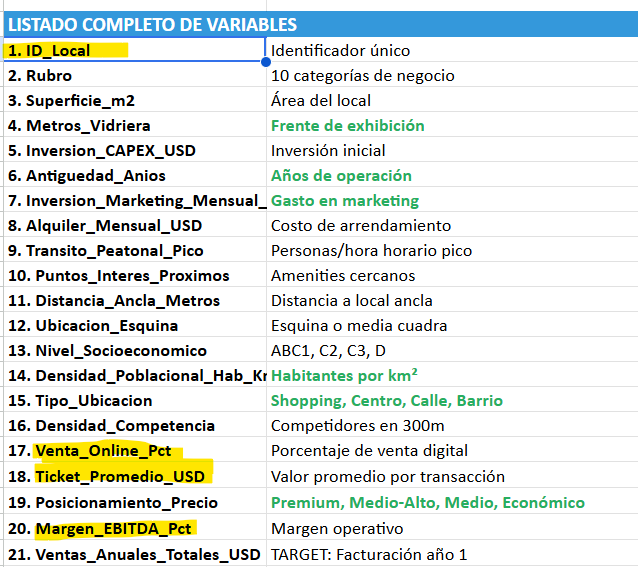 LISTADO COMPLETO DE VARIABLES
1. ID_Local Identificador único
2. Rubro 10 categorías de negocio
3. Superficie_m2 Área del local
4. Metros_Vidriera Frente de exhibición
5. Inversion_CAPEX_USD Inversión inicial
6. Antiguedad_Anios Años de operación
7. Inversion_Marketing_Mensual_ Gasto en marketing
8. Alquiler_Mensual_USD Costo de arrendamiento
9. Transito_Peatonal_Pico Personas/hora horario pico
10. Puntos_Interes_Proximos Amenities cercanos
11. Distancia_Ancla_Metros Distancia a local ancla
12. Ubicacion_Esquina Esquina o media cuadra
13. Nivel_Socioeconomico ABC1, C2, C3, D
14. Densidad_Poblacional_Hab_Kr Habitantes por km²
15. Tipo_Ubicacion Shopping, Centro, Calle, Barrio
16. Densidad_Competencia Competidores en 300m
17. Venta_Online_Pct Porcentaje de venta digital
18. Ticket_Promedio_USD Valor promedio por transacción
19. Posicionamiento_Precio Premium, Medio-Alto, Medio, Económico
20. Margen_EBITDA_Pct Margen operativo
21. Ventas_Anuales_Totales_USD TARGET: Facturación año 1